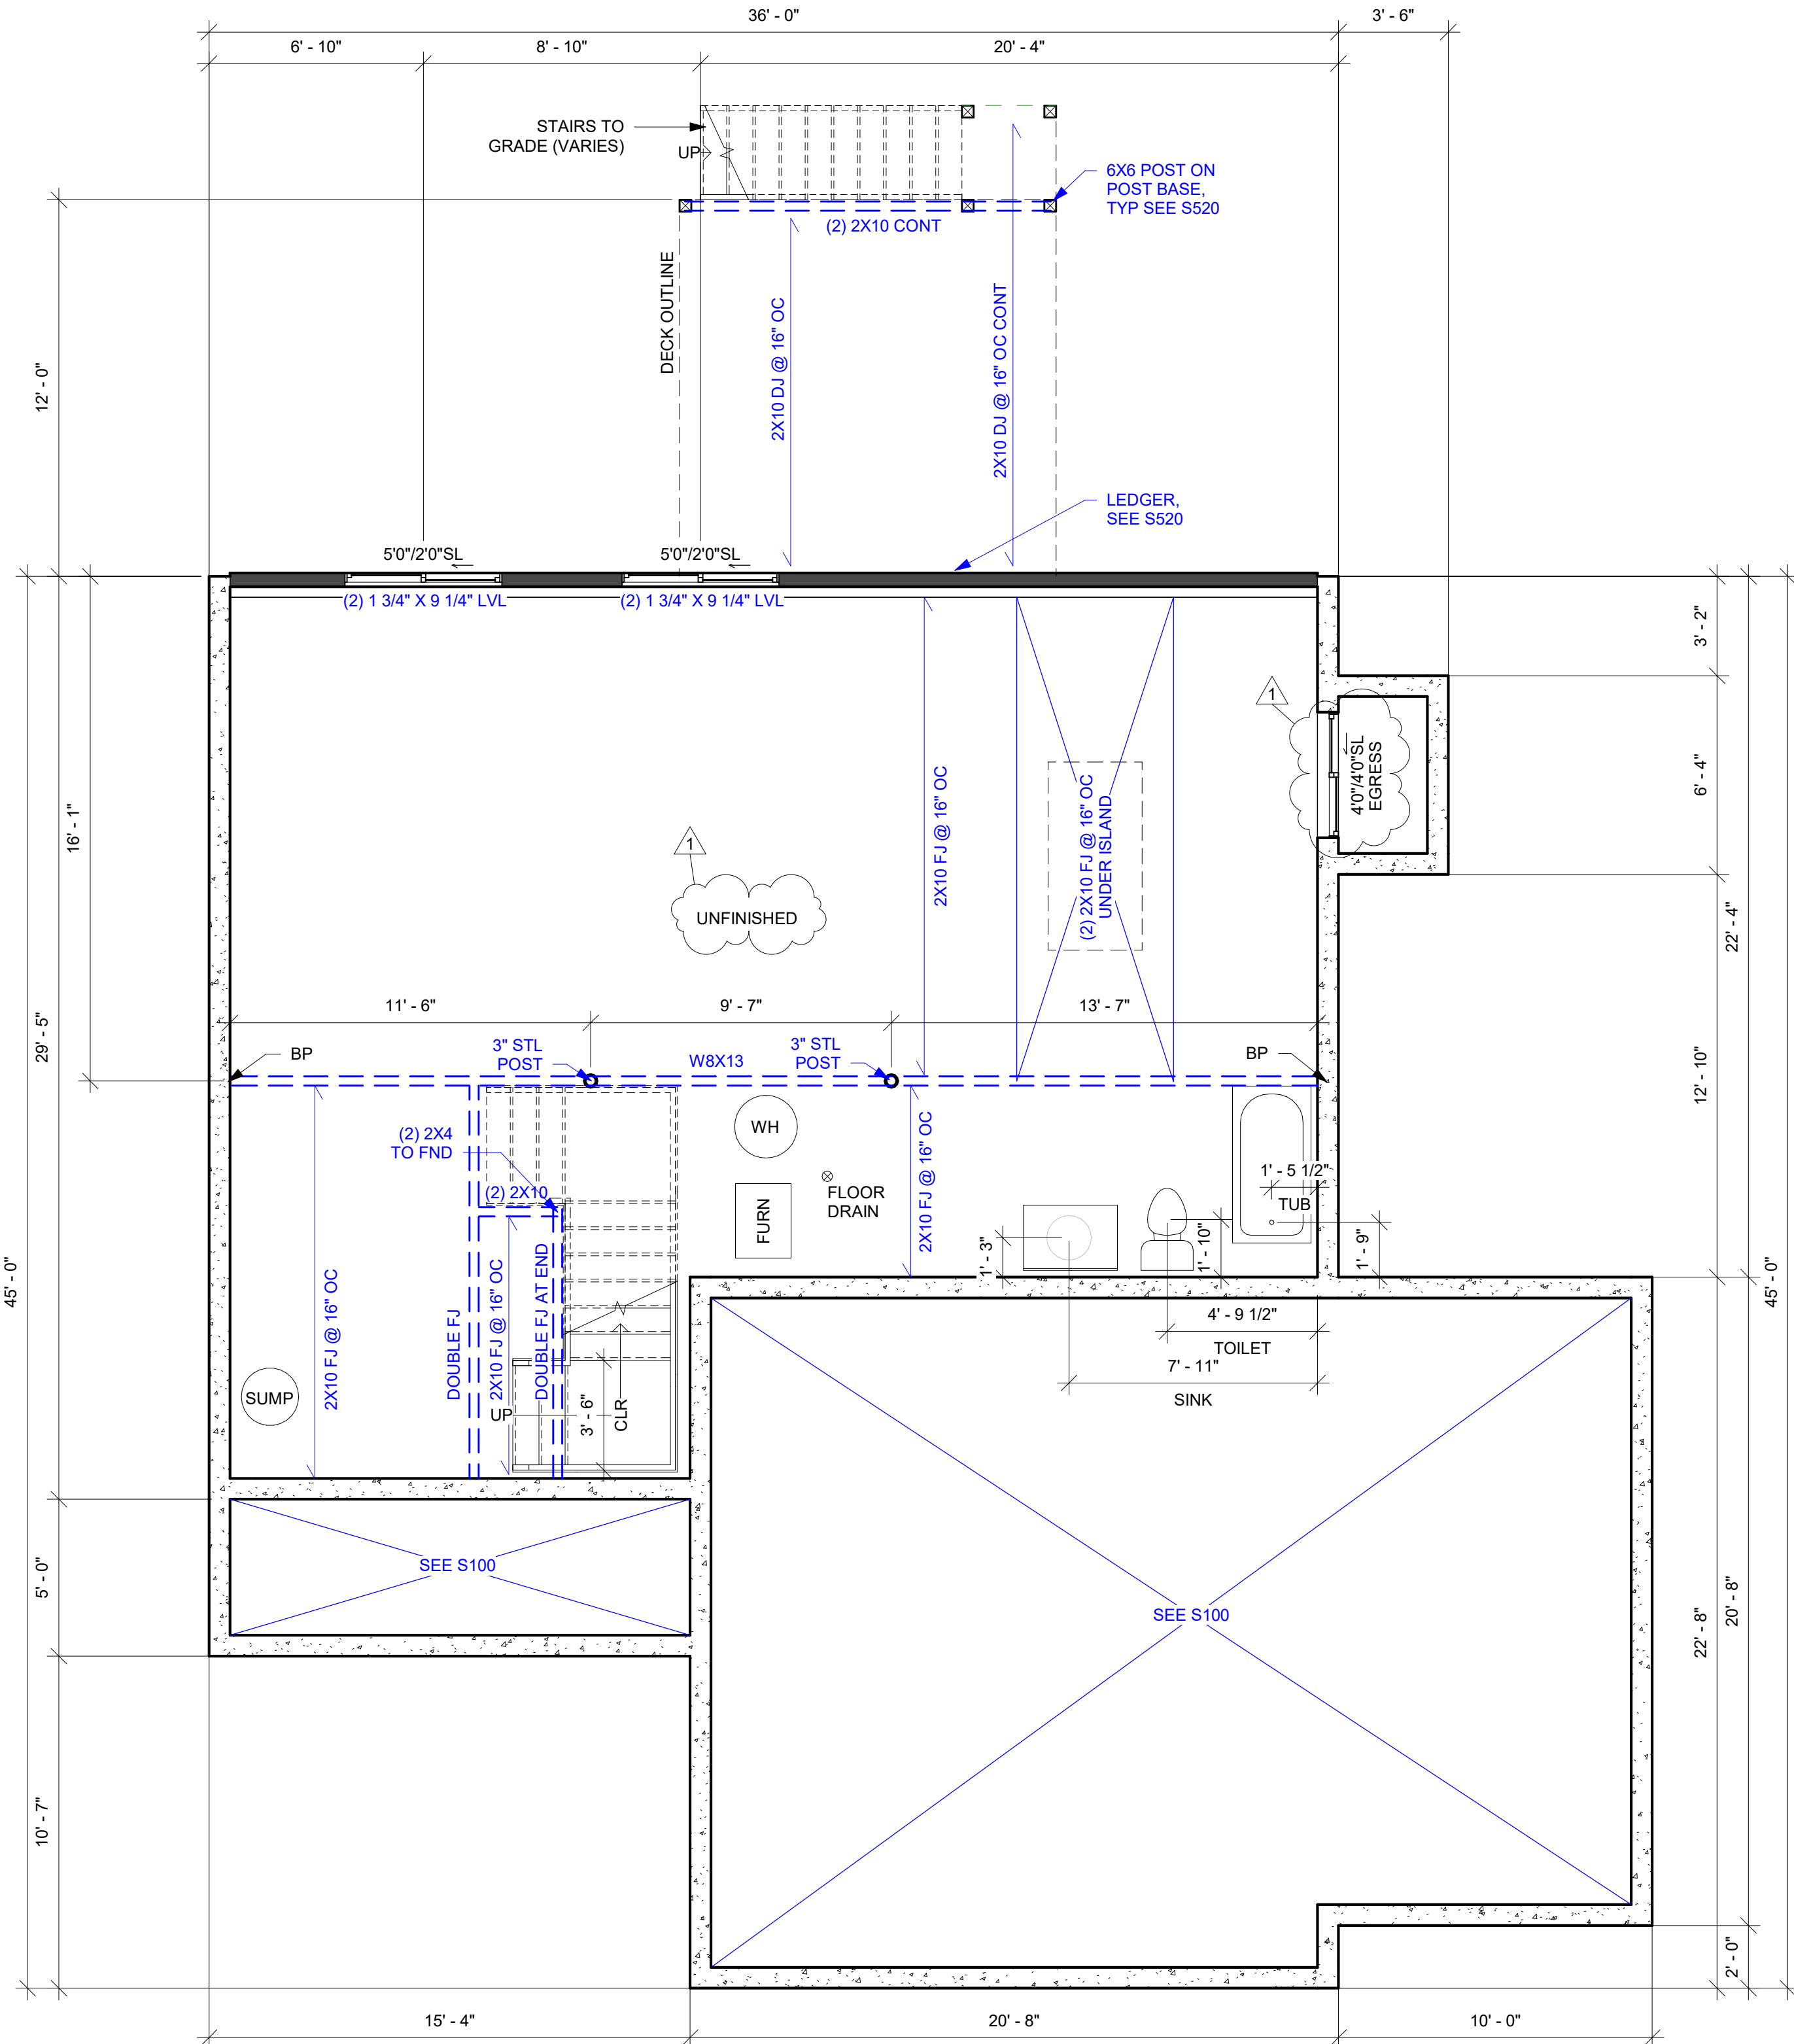 36' - 0"
3' - 6"
6' - 10"
8' - 10"
20' - 4"
STAIRS TO
GRADE (VARIES)
UP
6X6 POST ON
POST BASE,
TYP SEE S520
(2) 2X10 CONT
DECK OUTLINE
2X10 DJ @ 16" OC
2X10 DJ @ 16" OC CONT
12' - 0"
LEDGER,
SEE S520
5'0"/2'0"SL
5'0"/2'0"SL
(2) 1 3/4" X 9 1/4" LVL
(2) 1 3/4" X 9 1/4" LVL
3' - 2"
1
4'0"/4'0"SL
EGRESS
6' - 4"
16' - 1"
2X10 FJ @ 16" OC
(2) 2X10 FJ @ 16" OC
UNDER ISLAND
1
UNFINISHED
22' - 4"
11' - 6"
9' - 7"
13' - 7"
29' - 5"
BP
3" STL
POST
W8X13
3" STL
POST
BP
12' - 10"
WH
(2) 2X4
TO FND
(2) 2X10
FLOOR
DRAIN
FURN
2X10 FJ @ 16" OC
1' - 5 1/2"
TUB
1' - 3"
1' - 10"
1' - 9"
45' - 0"
45' - 0"
2X10 FJ @ 16" OC
DOUBLE FJ
2X10 FJ @ 16" OC
DOUBLE FJ AT END
4' - 9 1/2"
TOILET
7' - 11"
SINK
SUMP
UP
3' - 6"
CLR
SEE S100
5' - 0"
SEE S100
22' - 8"
20' - 8"
10' - 7"
2' - 0"
15' - 4"
20' - 8"
10' - 0"